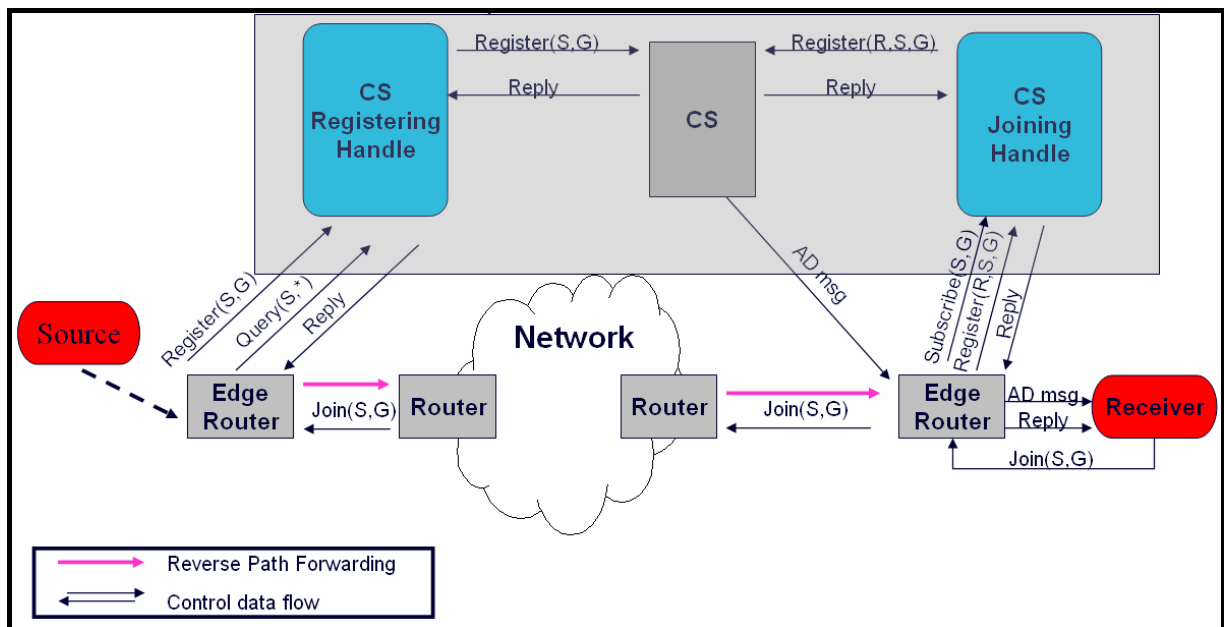 Register(S,G)
Register(R,S,G)
CS
Registering
Handle
Reply
CS
Reply
CS
Joining
Handle
Register(S,G)
Query(S,*)
Reply
AD msg
Subscribe(S,G)
Register(R,S,G)
Reply
Source
Network
Edge
Router
Join(S,G)
Router
Router
Join(S,G)
Edge
Router
AD msg
Reply
Receiver
Join(S,G)
Reverse Path Forwarding
Control data flow